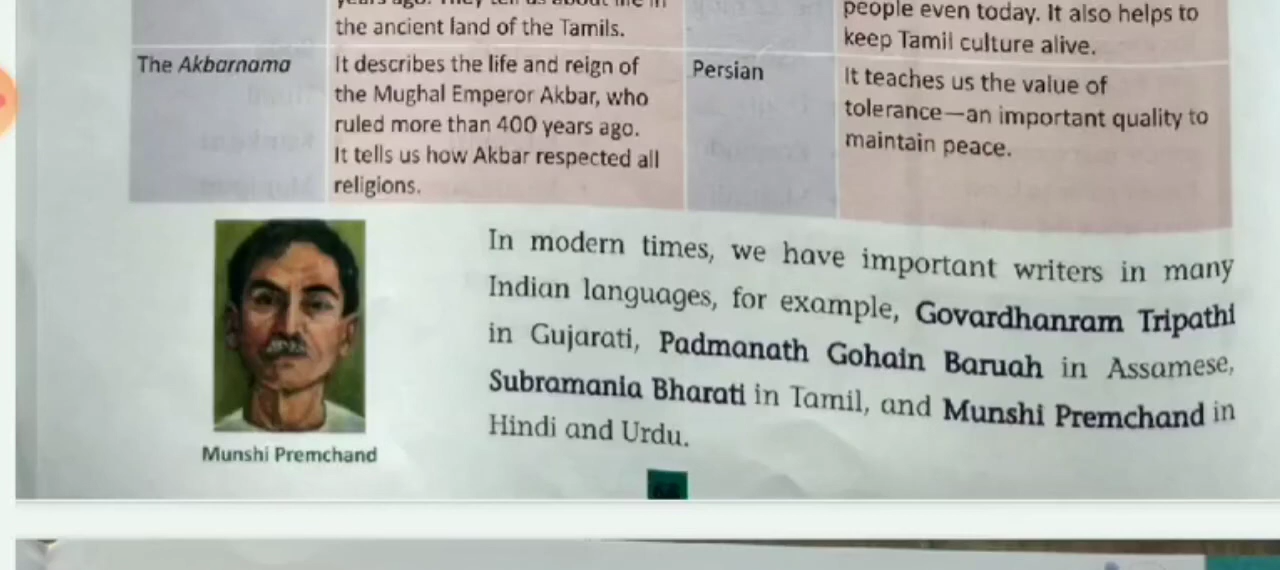 the ancient land of the Tamils.
people even today. It also helps to
keep Tamil culture alive.
The Akbarnama
It describes the life and reign of
the Mughal Emperor Akbar, who
ruled more than 400 years ago.
It tells us how Akbar respected all
religions.
Persian
It teaches us the value of
tolerance—an important quality to
maintain peace.
In modern times, we have important writers in many
Indian languages, for example, Govardhanram Tripathi
in Gujarati, Padmanath Gohain Baruah in Assamese,
Subramania Bharati in Tamil, and Munshi Premchand in
Hindi and Urdu.
Munshi Premchand